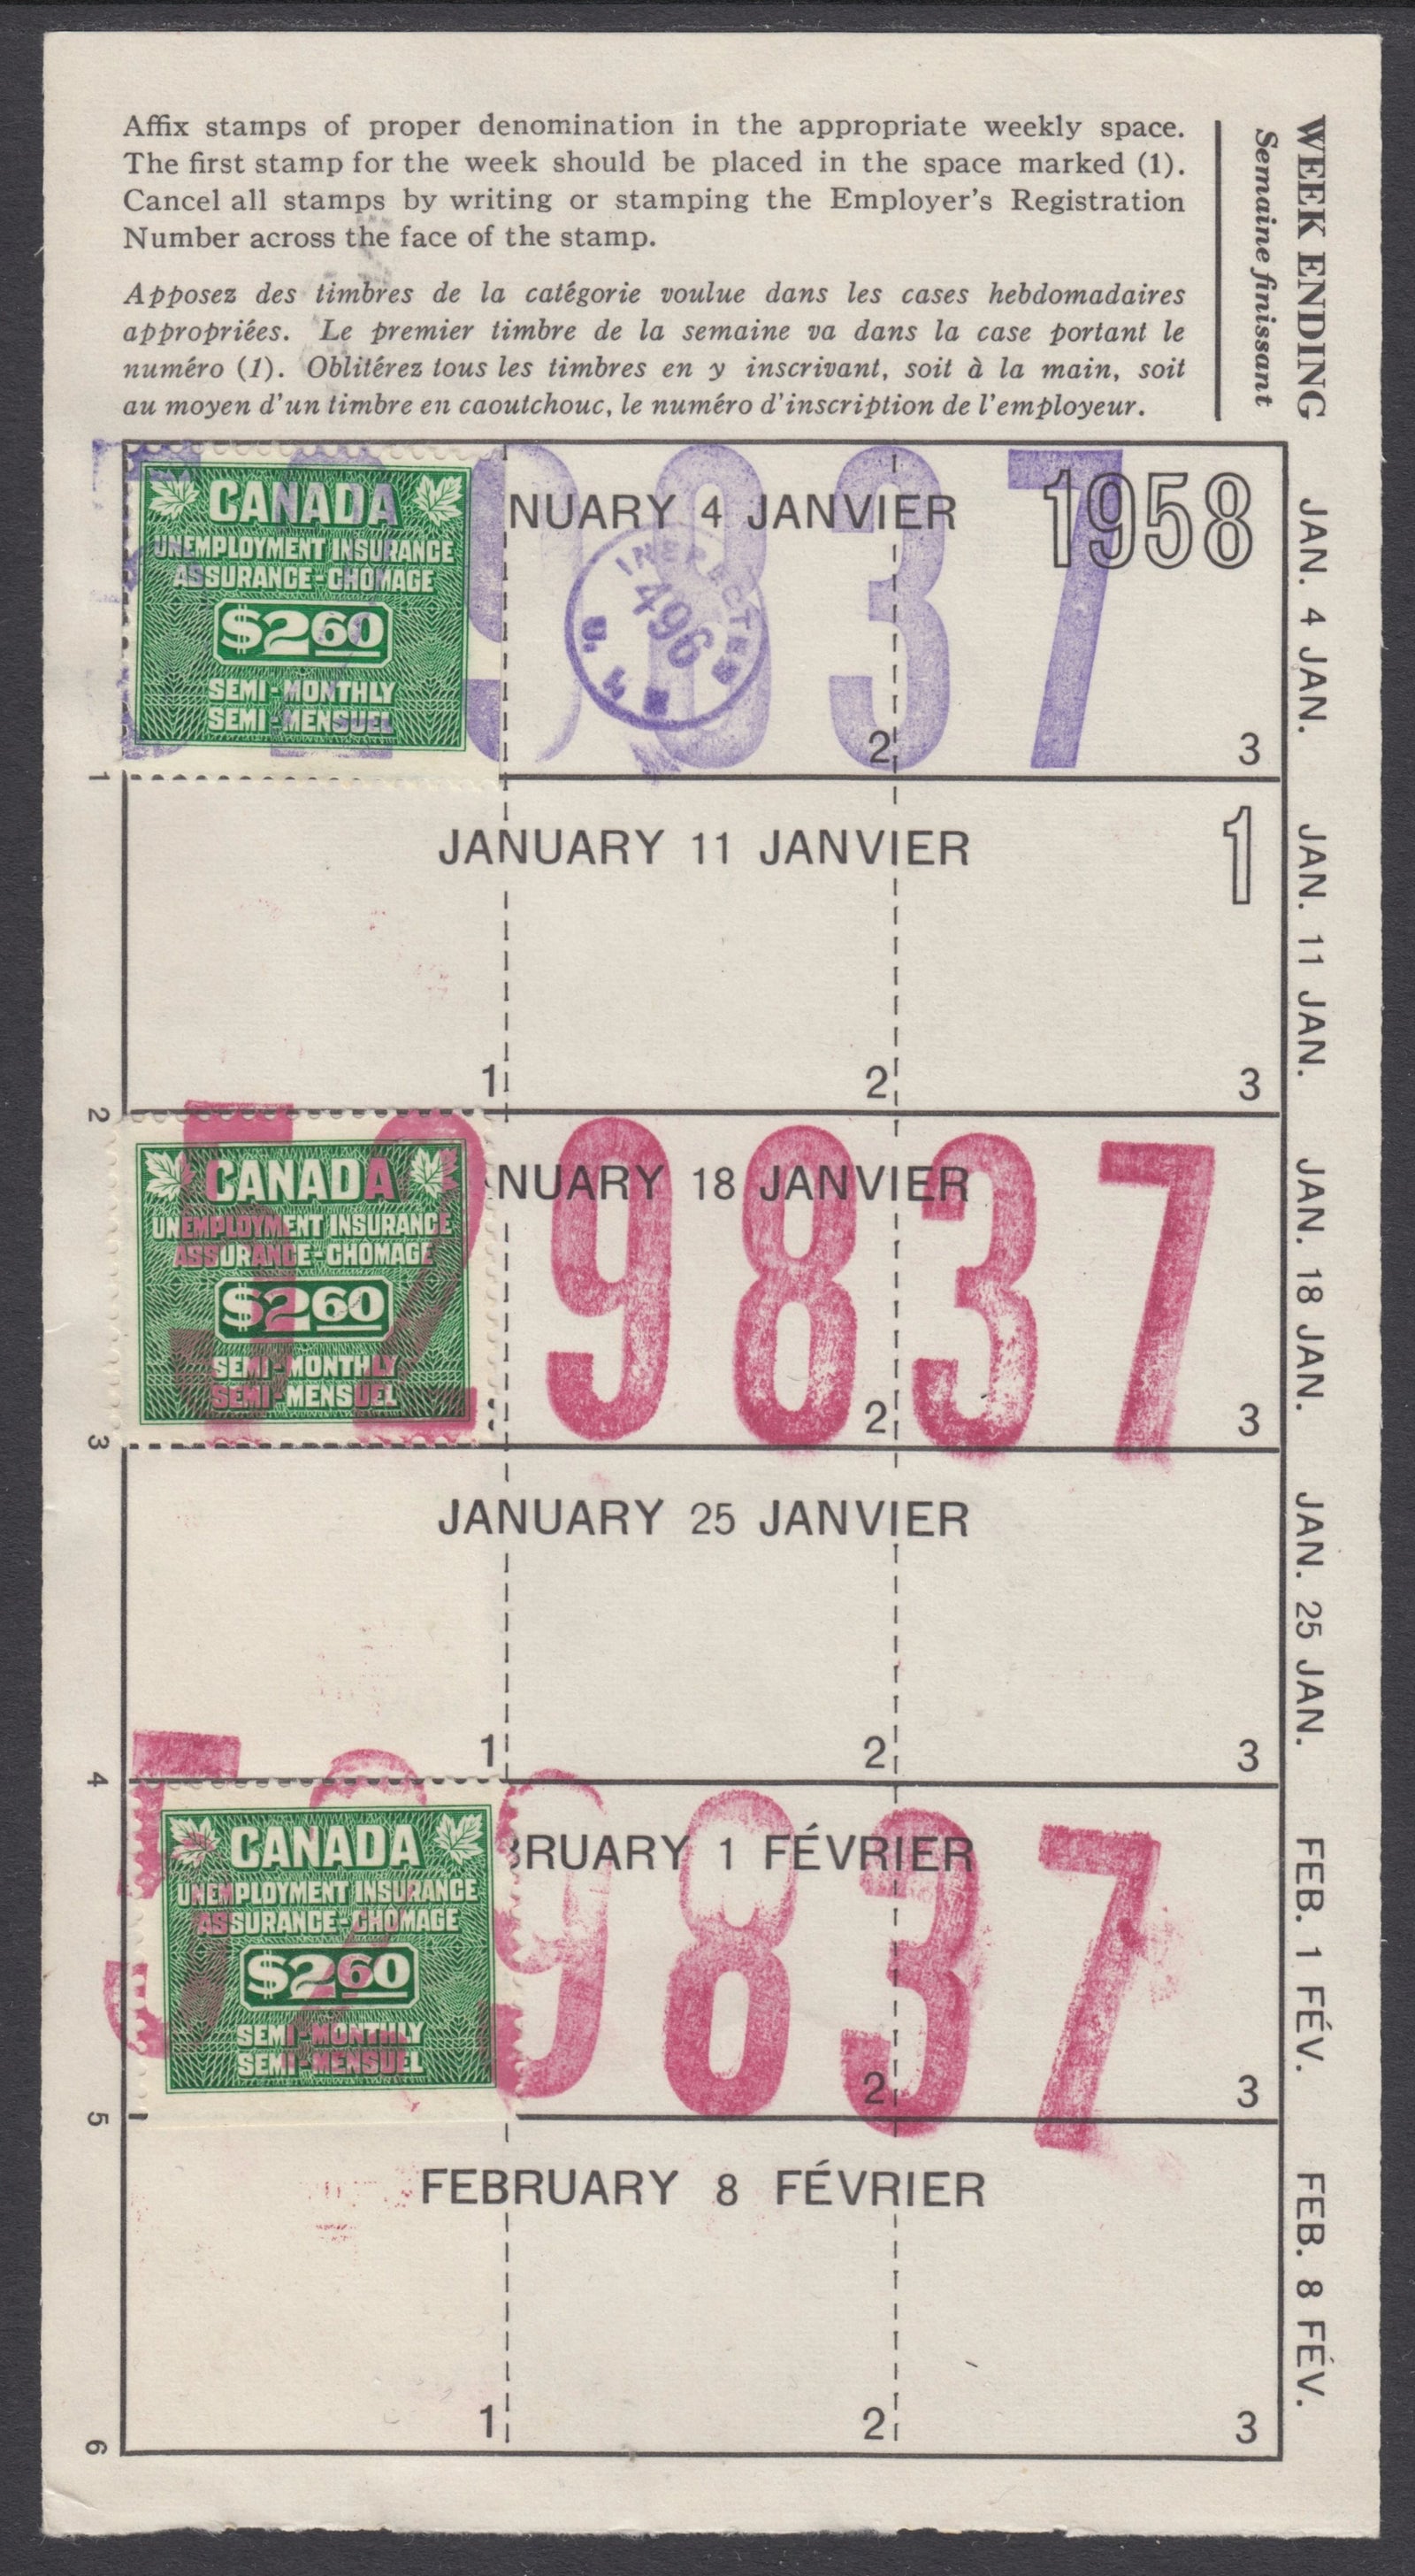 Affix stamps of proper denomination in the appropriate weekly space.
The first stamp for the week should be placed in the space marked (1).
Cancel all stamps by writing or stamping the Employer's Registration
Number across the face of the stamp.
Apposez des timbres de la catégorie voulue dans les cases hebdomadaires
appropriées. Le premier timbre de la semaine va dans la case portant le
numéro (1). Oblitérez tous les timbres en y inscrivant, soit à la main, soit
au moyen d'un timbre en caoutchouc, le numéro d'inscription de l'employeur.
WEEK ENDING
Semaine finissant
NUARY 4 JANVIER
1958
CANADA
UNEMPLOYMENT INSURANCE
ASSURANCE-CHÔMAGE
$2.60
SEMI-MONTHLY
SEMI-MENSUEL
9837
INSPECTED
496
2
3
JAN. 4 JAN.
1
JANUARY 11 JANVIER
1
1
2
3
JAN. 11 JAN.
2
NUARY 18 JANVIER
CANADA
UNEMPLOYMENT INSURANCE
ASSURANCE-CHÔMAGE
$2.60
SEMI-MONTHLY
SEMI-MENSUEL
9837
2
3
JAN. 18 JAN.
3
JANUARY 25 JANVIER
1
2
3
JAN. 25 JAN.
4
BRUARY 1 FÉVRIER
CANADA
UNEMPLOYMENT INSURANCE
ASSURANCE-CHÔMAGE
$2.60
SEMI-MONTHLY
SEMI-MENSUEL
9837
2
3
FEB. 1 FÉV.
5
FEBRUARY 8 FÉVRIER
1
2
3
FEB. 8 FÉV.
6